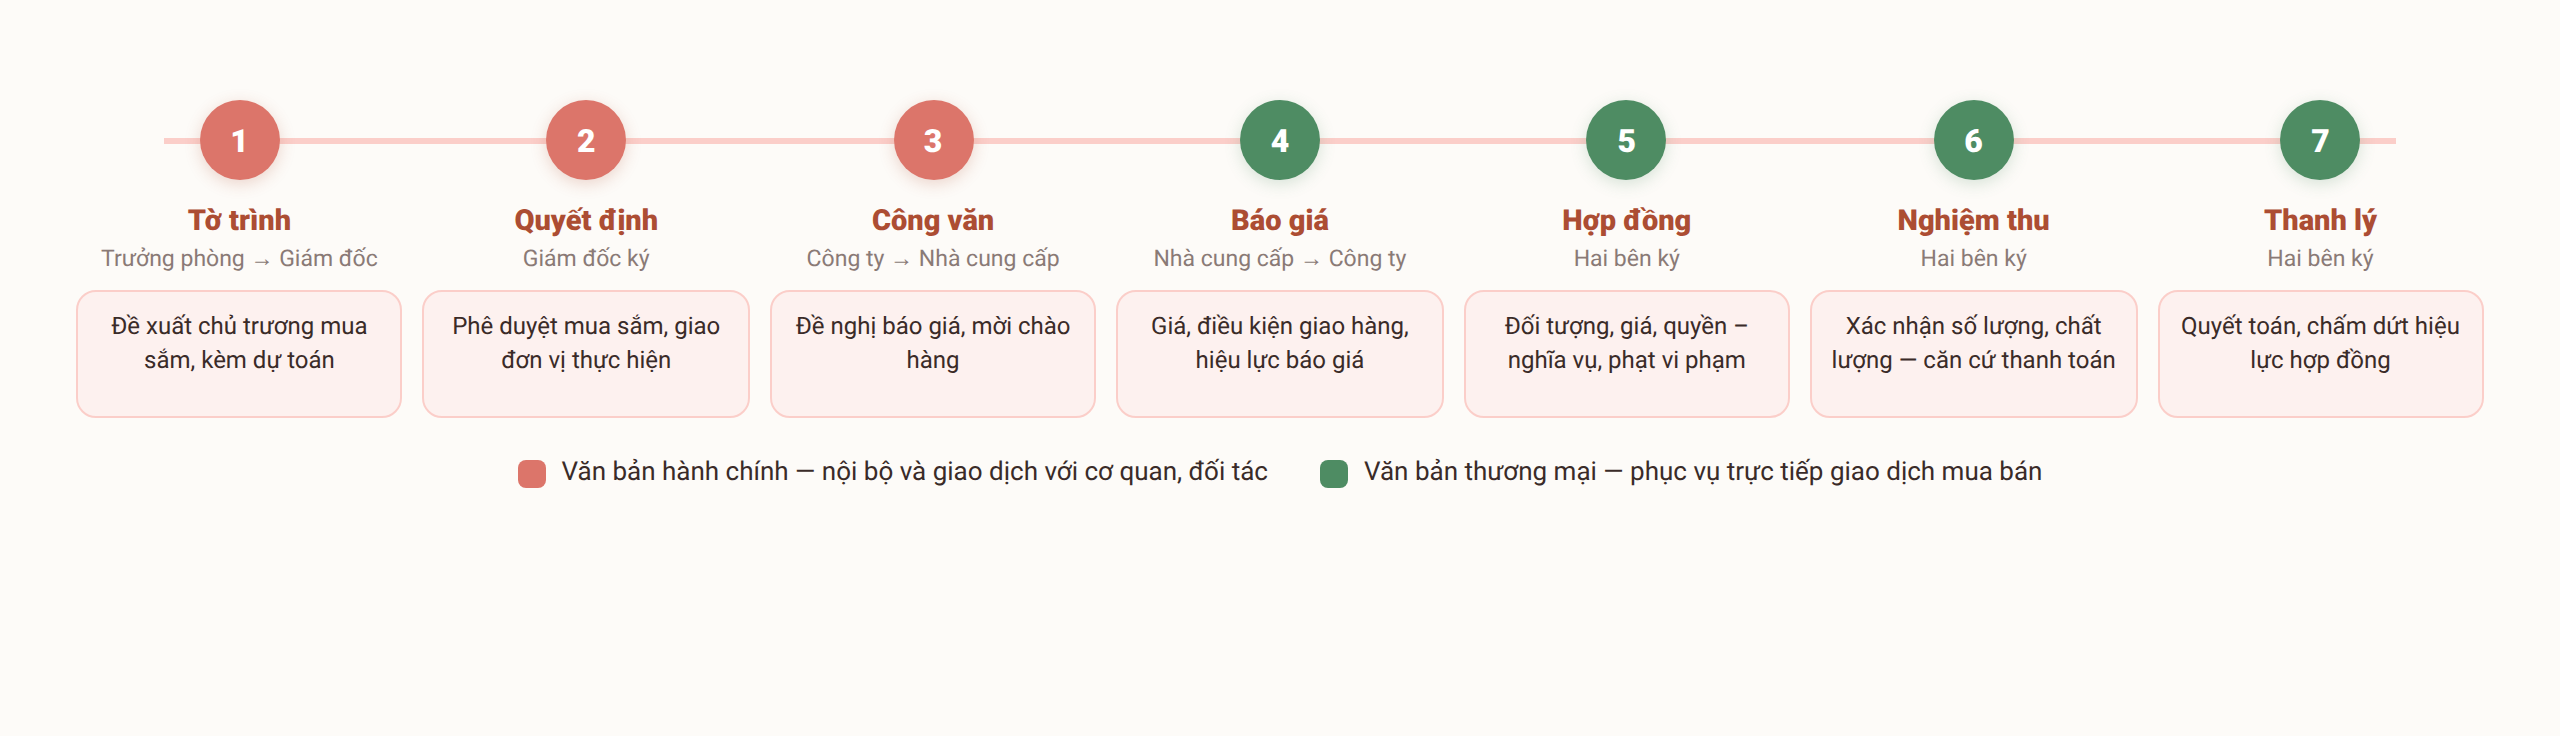 1
Tờ trình
Trưởng phòng → Giám đốc
Đề xuất chủ trương mua
sắm, kèm dự toán
2
Quyết định
Giám đốc ký
Phê duyệt mua sắm, giao
đơn vị thực hiện
3
Công văn
Công ty → Nhà cung cấp
Đề nghị báo giá, mời chào
hàng
4
Báo giá
Nhà cung cấp → Công ty
Giá, điều kiện giao hàng,
hiệu lực báo giá
5
Hợp đồng
Hai bên ký
Đối tượng, giá, quyền –
nghĩa vụ, phạt vi phạm
6
Nghiệm thu
Hai bên ký
Xác nhận số lượng, chất
lượng — căn cứ thanh toán
7
Thanh lý
Hai bên ký
Quyết toán, chấm dứt hiệu
lực hợp đồng
Văn bản hành chính — nội bộ và giao dịch với cơ quan, đối tác
Văn bản thương mại — phục vụ trực tiếp giao dịch mua bán